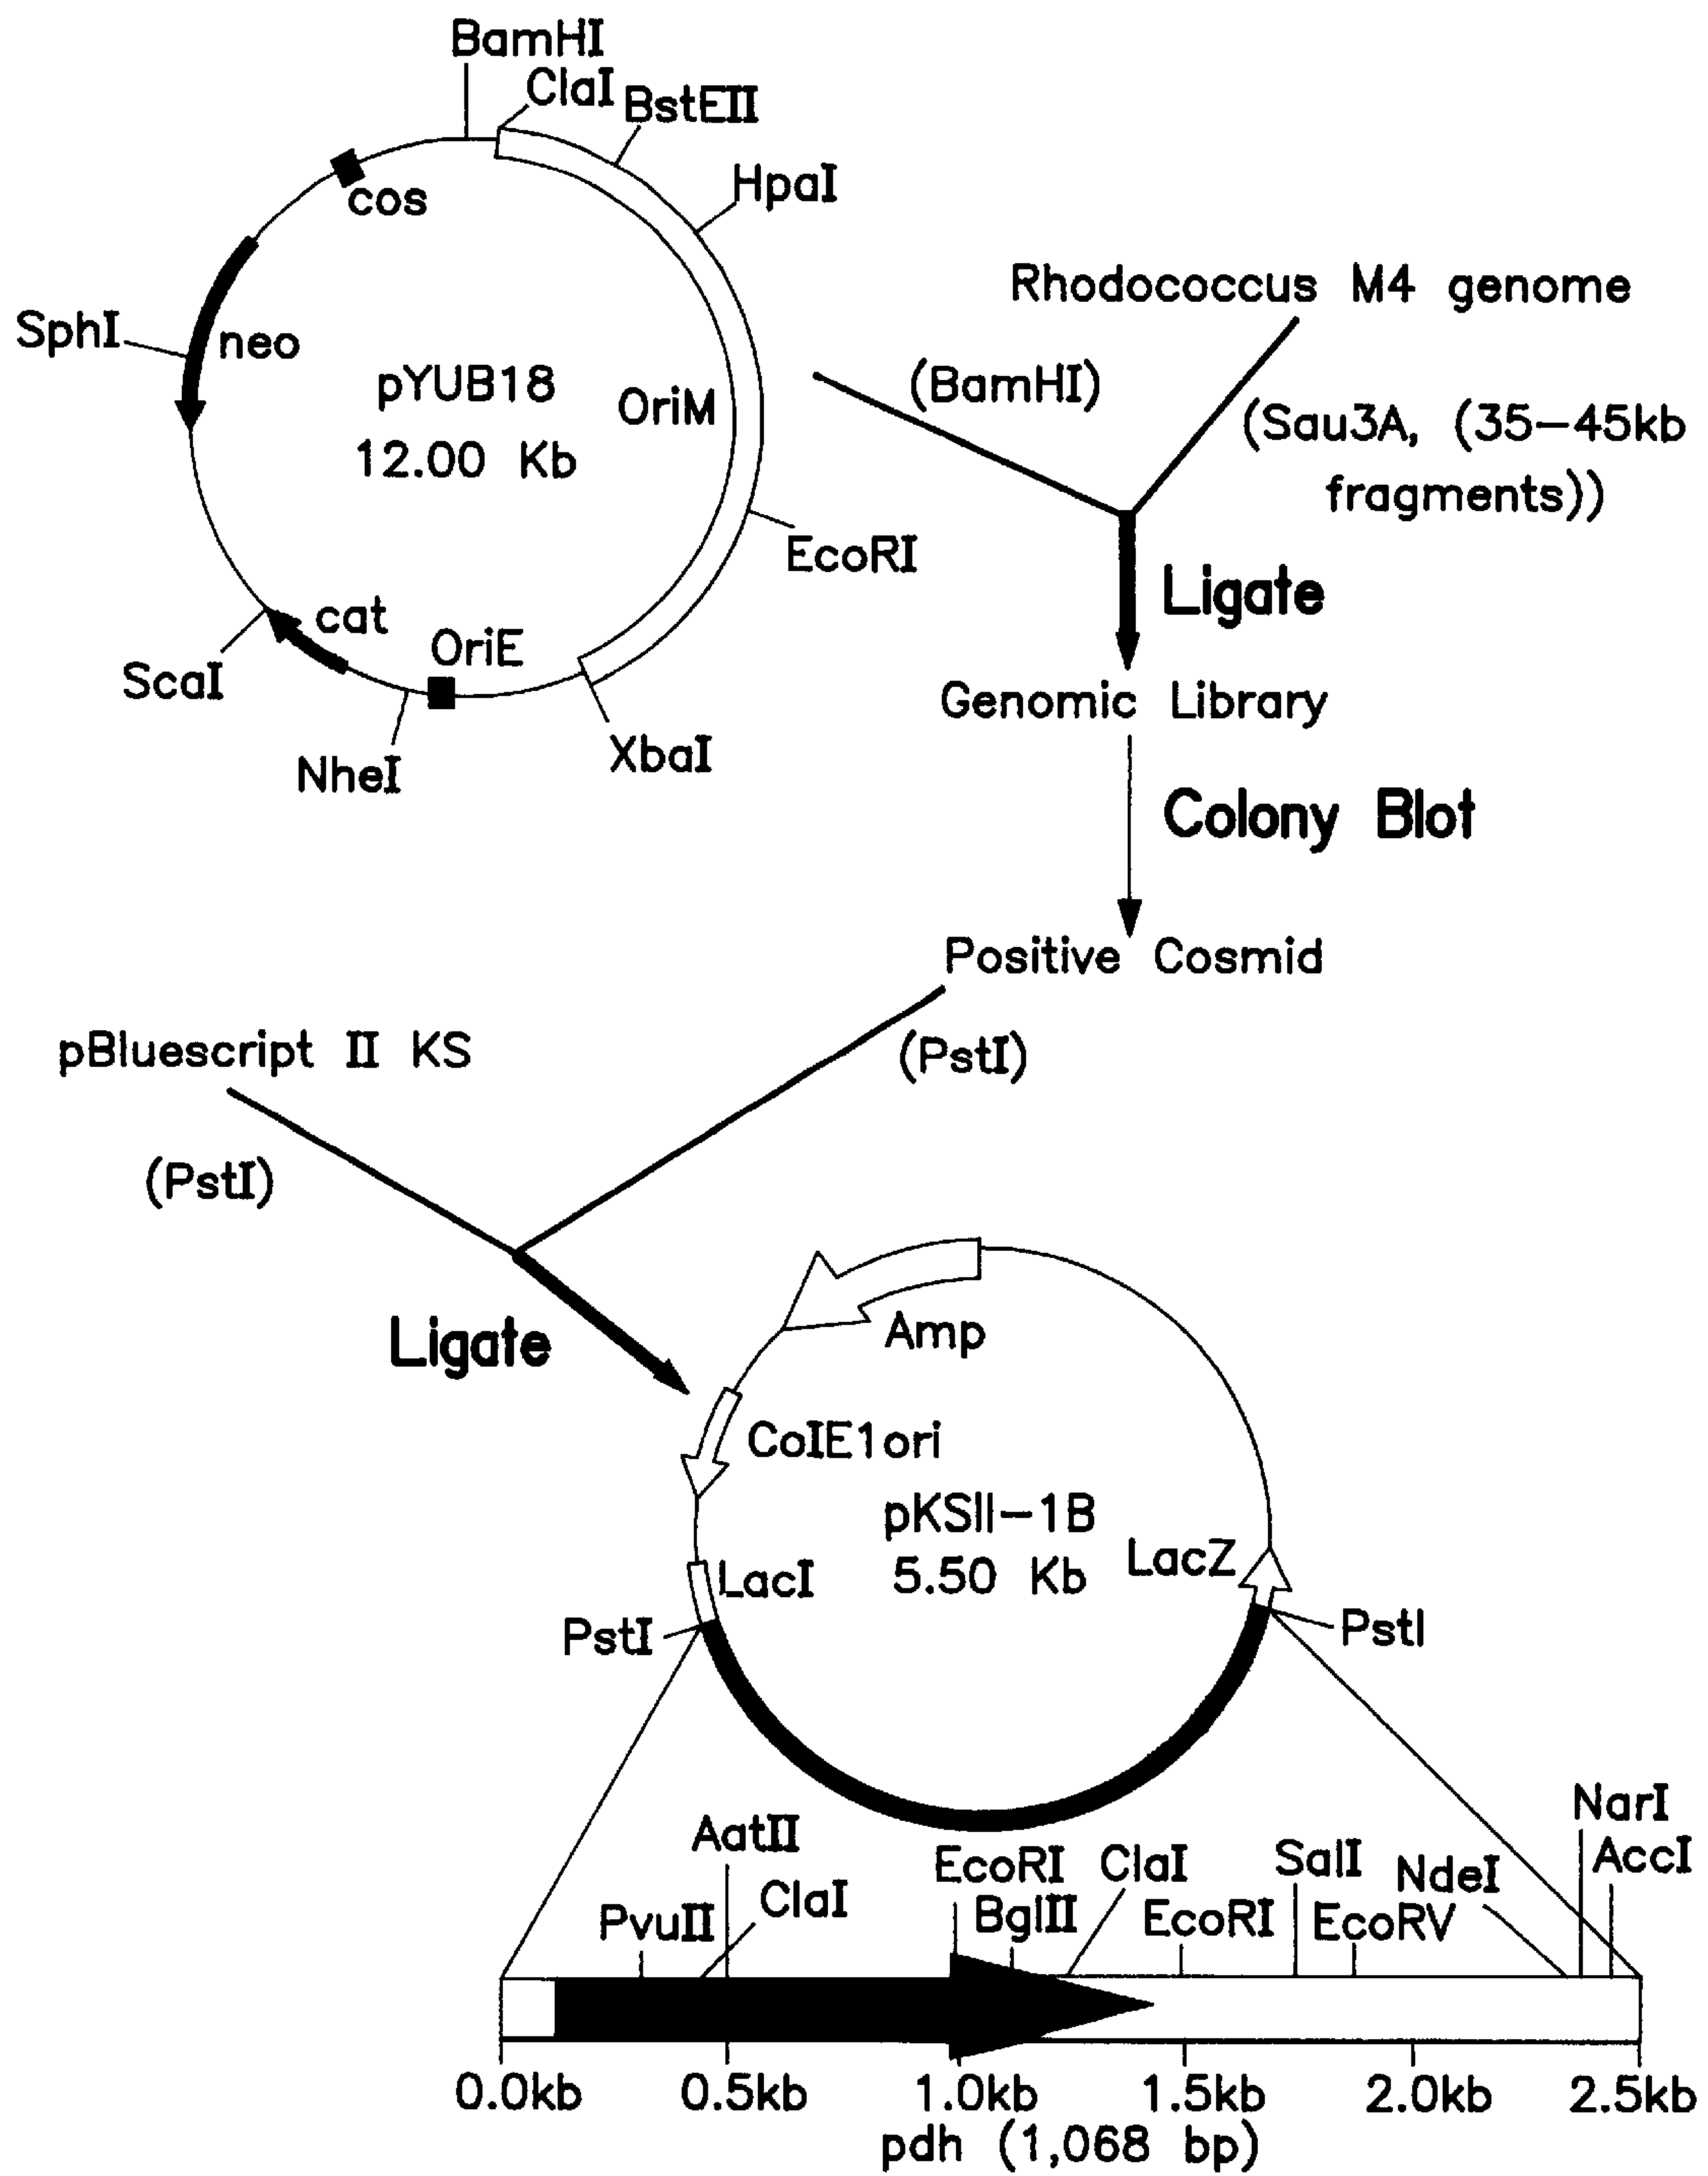 BamHI
ClaI
BstEII
HpaI
cos
Rhodococcus M4 genome
SphI
neo
pYUB18
12.00 Kb
OriM
(BamHI)
(Sau3A, (35-45kb
fragments))
EcoRI
Ligate
cat
OriE
ScaI
NheI
XbaI
Genomic Library
Colony Blot
Positive Cosmid
pBluescript II KS
(PstI)
(PstI)
Ligate
Amp
ColE1ori
pKSII-1B
5.50 Kb
LacZ
LacI
PstI
PstI
NarI
AatII
EcoRI
ClaI
SalI
AccI
NdeI
ClaI
PvuII
BglII
EcoRI
EcoRV
0.0kb 0.5kb 1.0kb 1.5kb 2.0kb 2.5kb
pdh (1,068 bp)